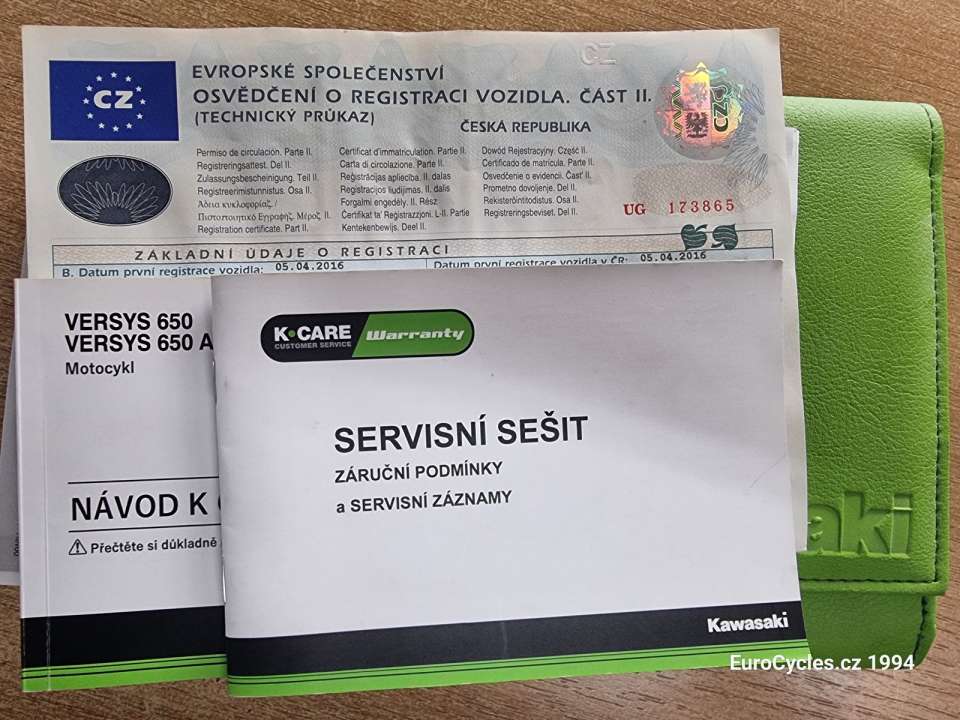 CZ
EVROPSKÉ SPOLEČENSTVÍ
OSVĚDČENÍ O REGISTRACI VOZIDLA. ČÁST II.
(TECHNICKÝ PRŮKAZ)
ČESKÁ REPUBLIKA
CZ
Permiso de circulación. Parte II.
Registreringsattest. Del II.
Zulassungsbescheinigung. Teil II.
Registreerimistunnistus. Osa II.
Άδεια κυκλοφορίας. /
Πιστοποιητικό Εγγραφής. Μέρος II.
Registration certificate. Part II.
Certificat d'immatriculation. Partie II.
Carta di circolazione. Parte II.
Reģistrācijas apliecība. II. dalas
Registracijos liudijimas. II. dalis
Forgalmi engedély. II. Rész
Ċertifikat ta' Reġistrazzjoni. L-II. Parte
Kentekenbewijs. Deel II.
Dowód Rejestracyjny. Część II.
Certificado de matrícula. Parte II.
Osvedčenie o evidencii. Časť II.
Prometno dovoljenje. Del II.
Rekisteröintitodistus. Osa II.
Registreringsbeviset. Del II.
UG 173865
ZÁKLADNÍ ÚDAJE O REGISTRACI
B. Datum první registrace vozidla: 05.04.2016
Datum první registrace vozidla v ČR: 05.04.2016
VERSYS 650
VERSYS 650 A
Motocykl
NÁVOD K
Přečtěte si důkladně
K·CARE
CUSTOMER SERVICE
Warranty
SERVISNÍ SEŠIT
ZÁRUČNÍ PODMÍNKY
a SERVISNÍ ZÁZNAMY
Kawasaki
aki
EuroCycles.cz 1994